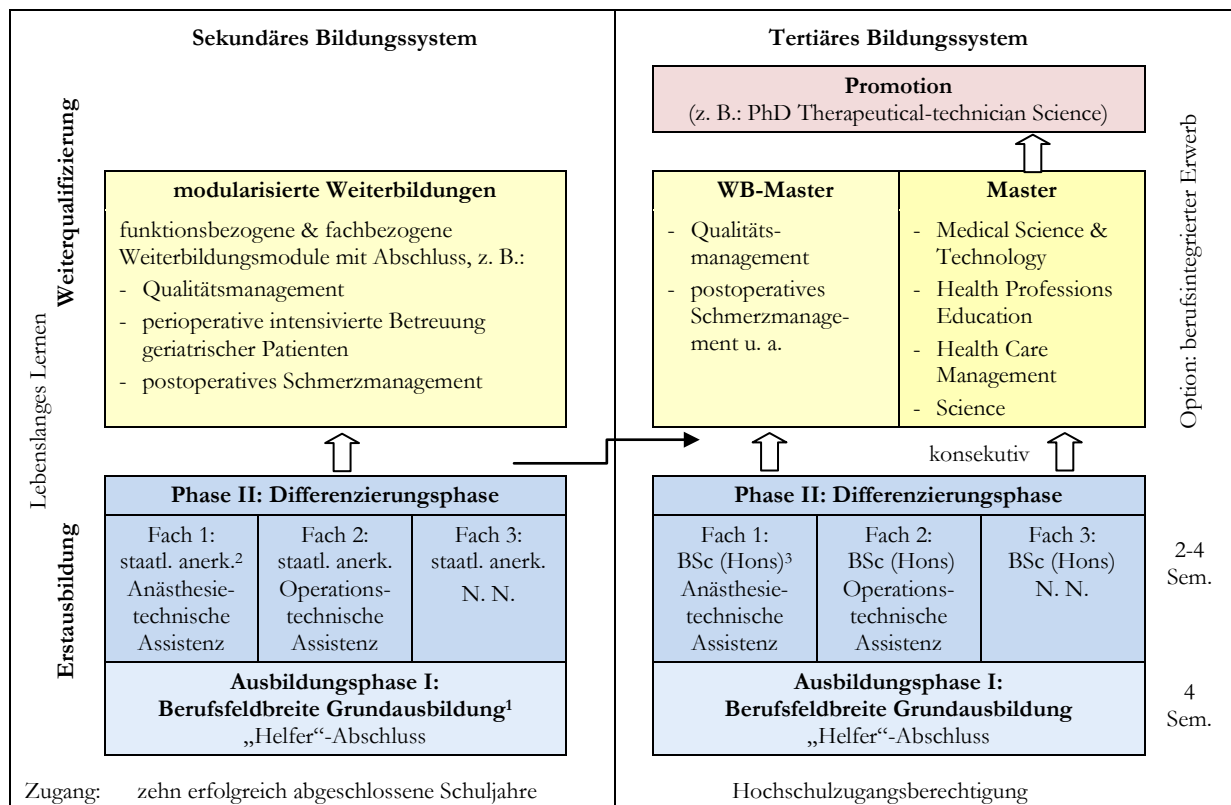 Sekundäres Bildungssystem
Lebenslanges Lernen
Weiterqualifizierung
modularisierte Weiterbildungen
funktionsbezogene & fachbezogene
Weiterbildungsmodule mit Abschluss, z. B.:
- Qualitätsmanagement
- perioperative intensivierte Betreuung
geriatrischer Patienten
- postoperatives Schmerzmanagement
Erstausbildung
Phase II: Differenzierungsphase
Fach 1:
staatl. anerk.²
Anästhesie-
technische
Assistenz
Fach 2:
staatl. anerk.
Operations-
technische
Assistenz
Fach 3:
staatl. anerk.
N. N.
Ausbildungsphase I:
Berufsfeldbreite Grundausbildung¹
„Helfer“-Abschluss
Zugang: zehn erfolgreich abgeschlossene Schuljahre
Tertiäres Bildungssystem
Promotion
(z. B.: PhD Therapeutical-technician Science)
WB-Master
- Qualitäts-
management
- postoperatives
Schmerzmanage-
ment u. a.
Master
- Medical Science &
Technology
- Health Professions
Education
- Health Care
Management
- Science
Option: berufsintegrierter Erwerb
konsekutiv
Phase II: Differenzierungsphase
Fach 1:
BSc (Hons)³
Anästhesie-
technische
Assistenz
Fach 2:
BSc (Hons)
Operations-
technische
Assistenz
Fach 3:
BSc (Hons)
N. N.
2-4
Sem.
Ausbildungsphase I:
Berufsfeldbreite Grundausbildung
„Helfer“-Abschluss
4
Sem.
Hochschulzugangsberechtigung